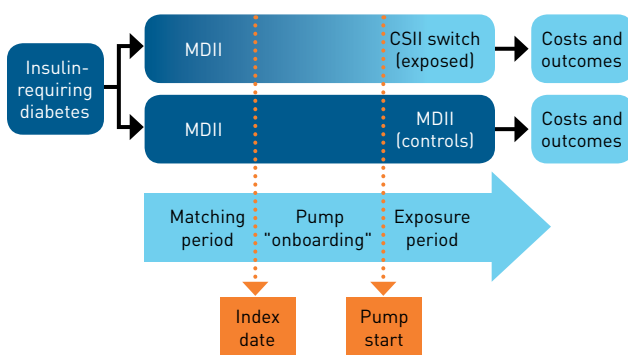 MDII
CSII switch
(exposed)
Costs and
outcomes
Insulin-
requiring
diabetes
MDII
MDII
(controls)
Costs and
outcomes
Matching
period
Pump
"onboarding"
Exposure
period
Index
date
Pump
start